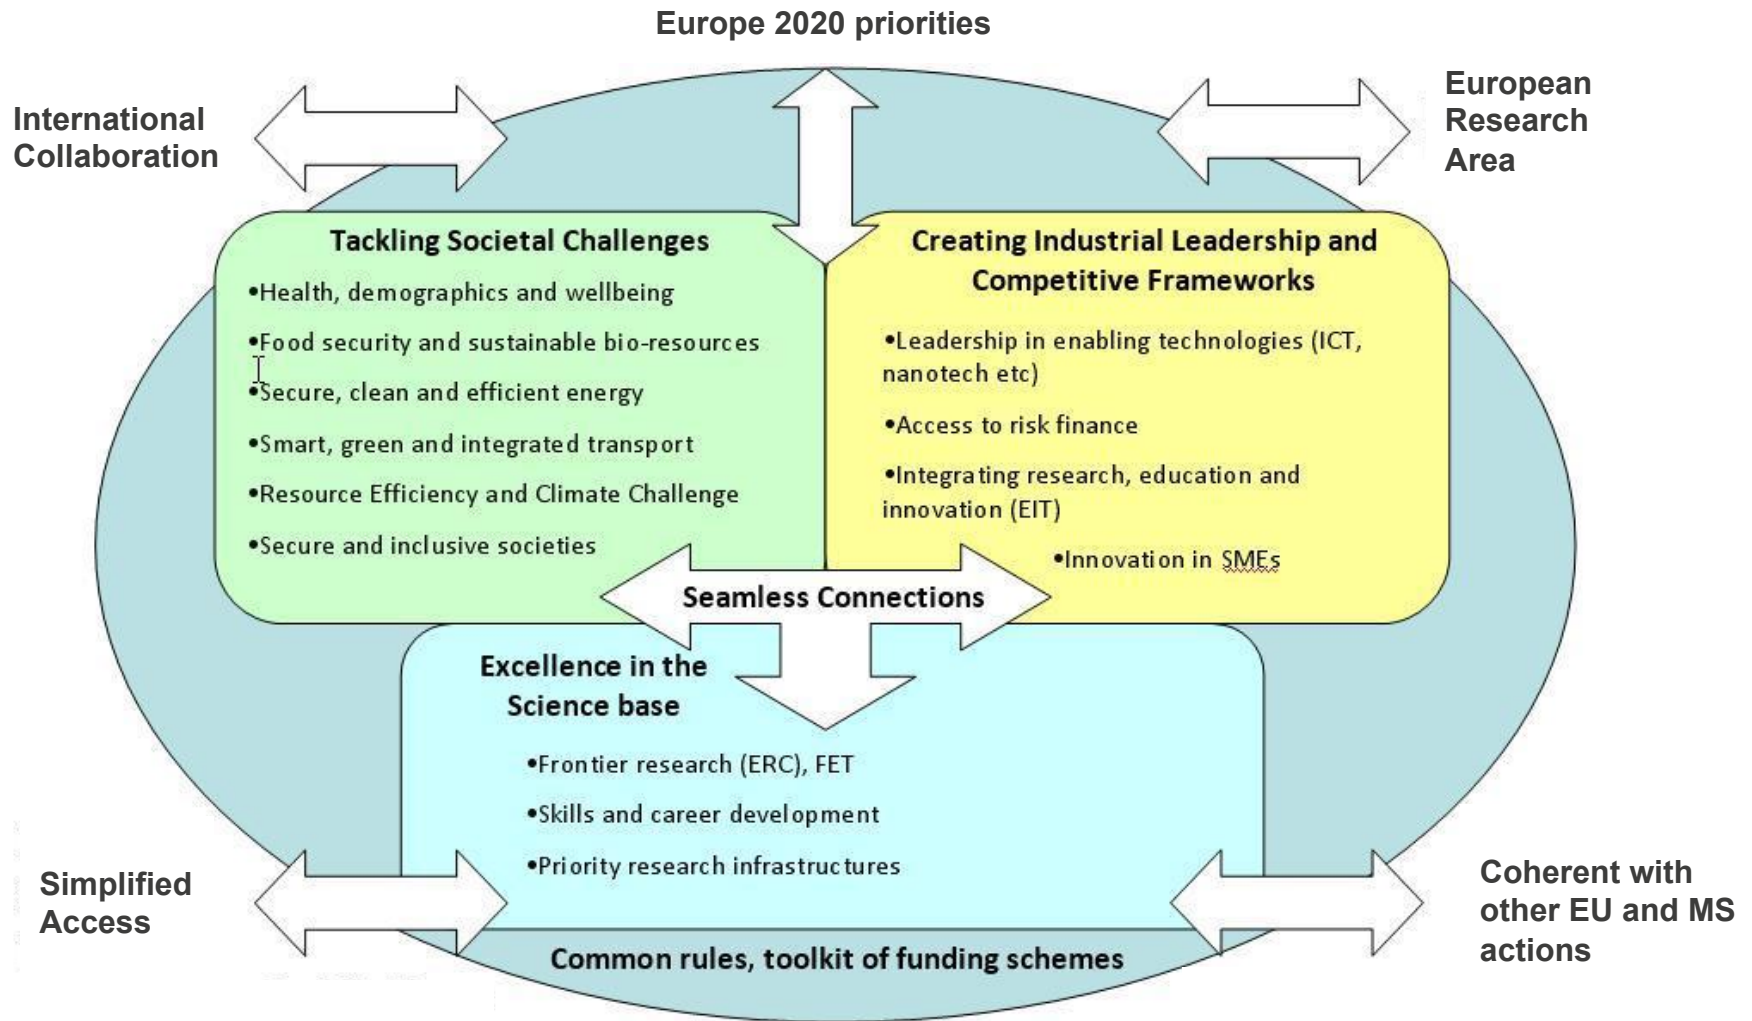 Europe 2020 priorities
International
Collaboration
European
Research
Area
Tackling Societal Challenges
•Health, demographics and wellbeing
•Food security and sustainable bio-resources
•Secure, clean and efficient energy
•Smart, green and integrated transport
•Resource Efficiency and Climate Challenge
•Secure and inclusive societies
Creating Industrial Leadership and
Competitive Frameworks
•Leadership in enabling technologies (ICT,
nanotech etc)
•Access to risk finance
•Integrating research, education and
innovation (EIT)
•Innovation in SMEs
Seamless Connections
Excellence in the
Science base
•Frontier research (ERC), FET
•Skills and career development
•Priority research infrastructures
Simplified
Access
Coherent with
other EU and MS
actions
Common rules, toolkit of funding schemes